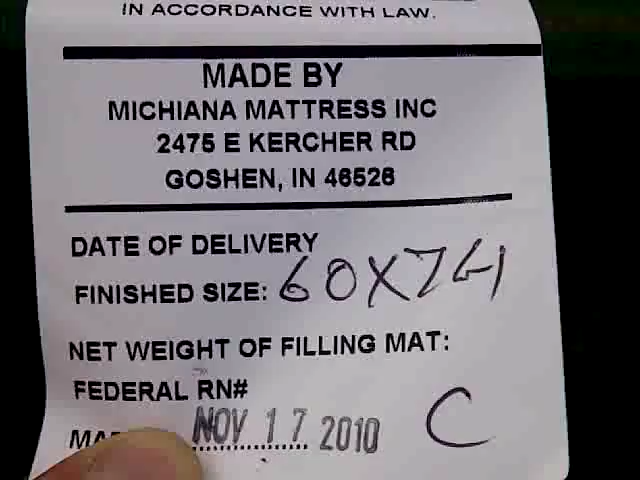 IN ACCORDANCE WITH LAW.
MADE BY
MICHIANA MATTRESS INC
2475 E KERCHER RD
GOSHEN, IN 46526
DATE OF DELIVERY
FINISHED SIZE: 60X74
NET WEIGHT OF FILLING MAT:
FEDERAL RN#
NOV 17 2010 C